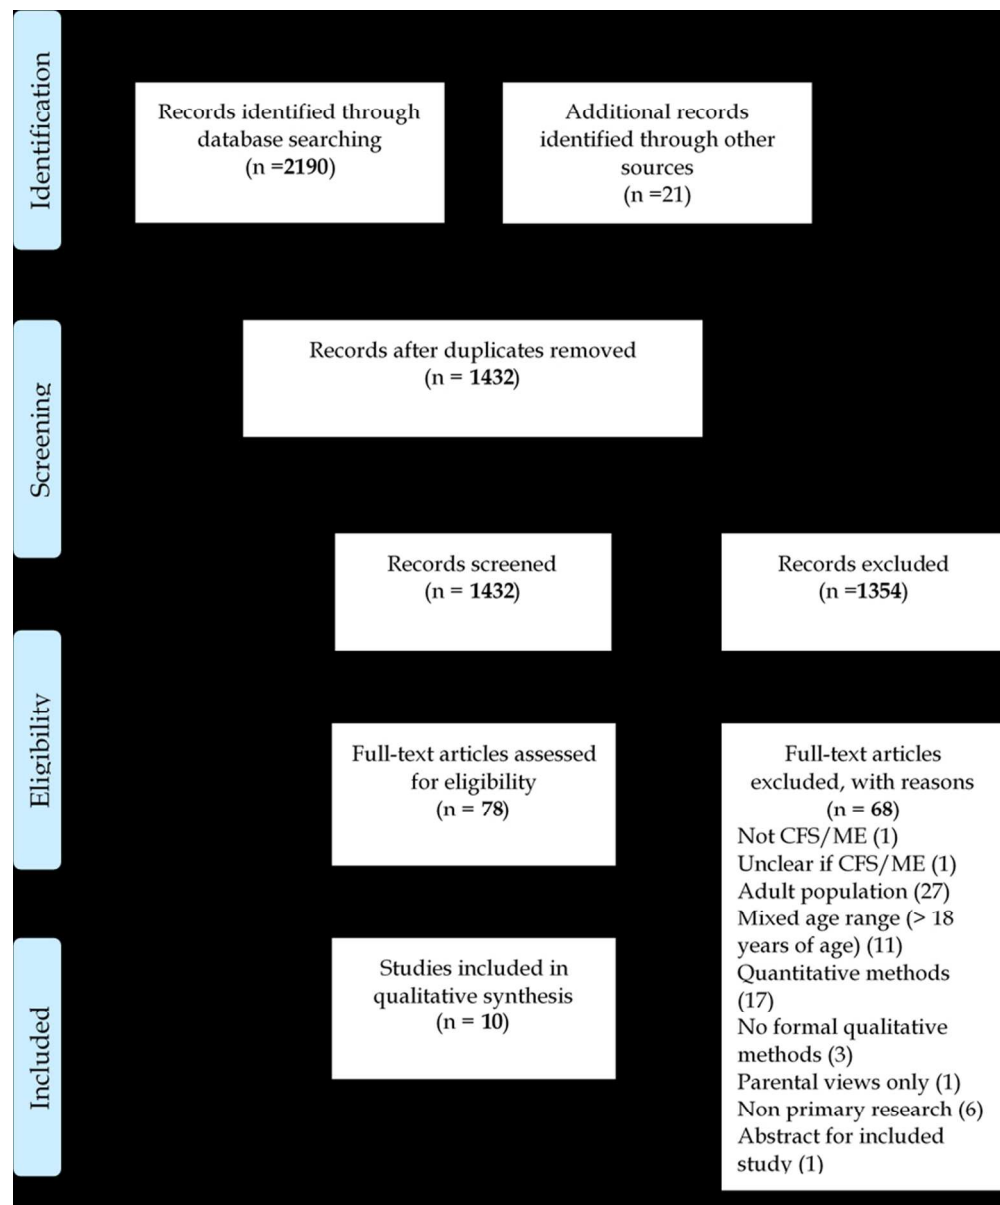 Identification
Records identified through
database searching
(n =2190)
Additional records
identified through other
sources
(n =21)
Screening
Records after duplicates removed
(n = 1432)
Records screened
(n = 1432)
Records excluded
(n =1354)
Eligibility
Full-text articles assessed
for eligibility
(n = 78)
Full-text articles
excluded, with reasons
(n = 68)
Not CFS/ME (1)
Unclear if CFS/ME (1)
Adult population (27)
Mixed age range (> 18
years of age) (11)
Quantitative methods
(17)
No formal qualitative
methods (3)
Parental views only (1)
Non primary research (6)
Abstract for included
study (1)
Included
Studies included in
qualitative synthesis
(n = 10)